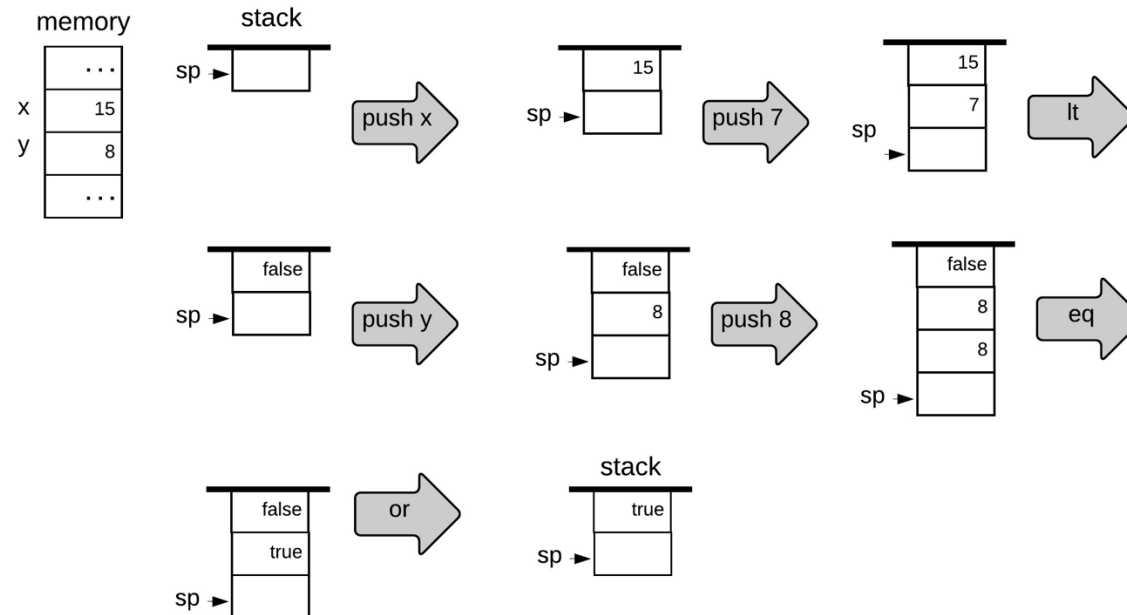 memory
stack
...
x 15
y 8
...
sp
push x
15
sp
push 7
15
7
sp
lt
false
sp
push y
false
8
sp
push 8
false
8
8
sp
eq
false
true
sp
or
stack
true
sp